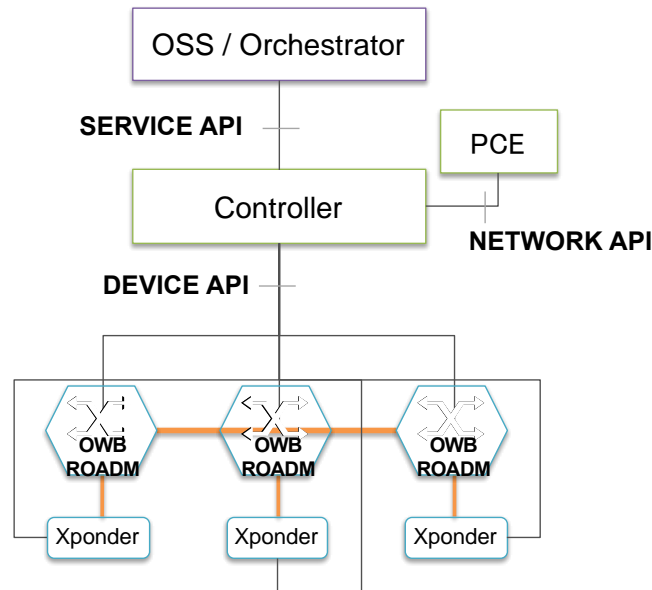 OSS / Orchestrator
SERVICE API
PCE
Controller
NETWORK API
DEVICE API
OWB
ROADM
OWB
ROADM
OWB
ROADM
Xponder
Xponder
Xponder